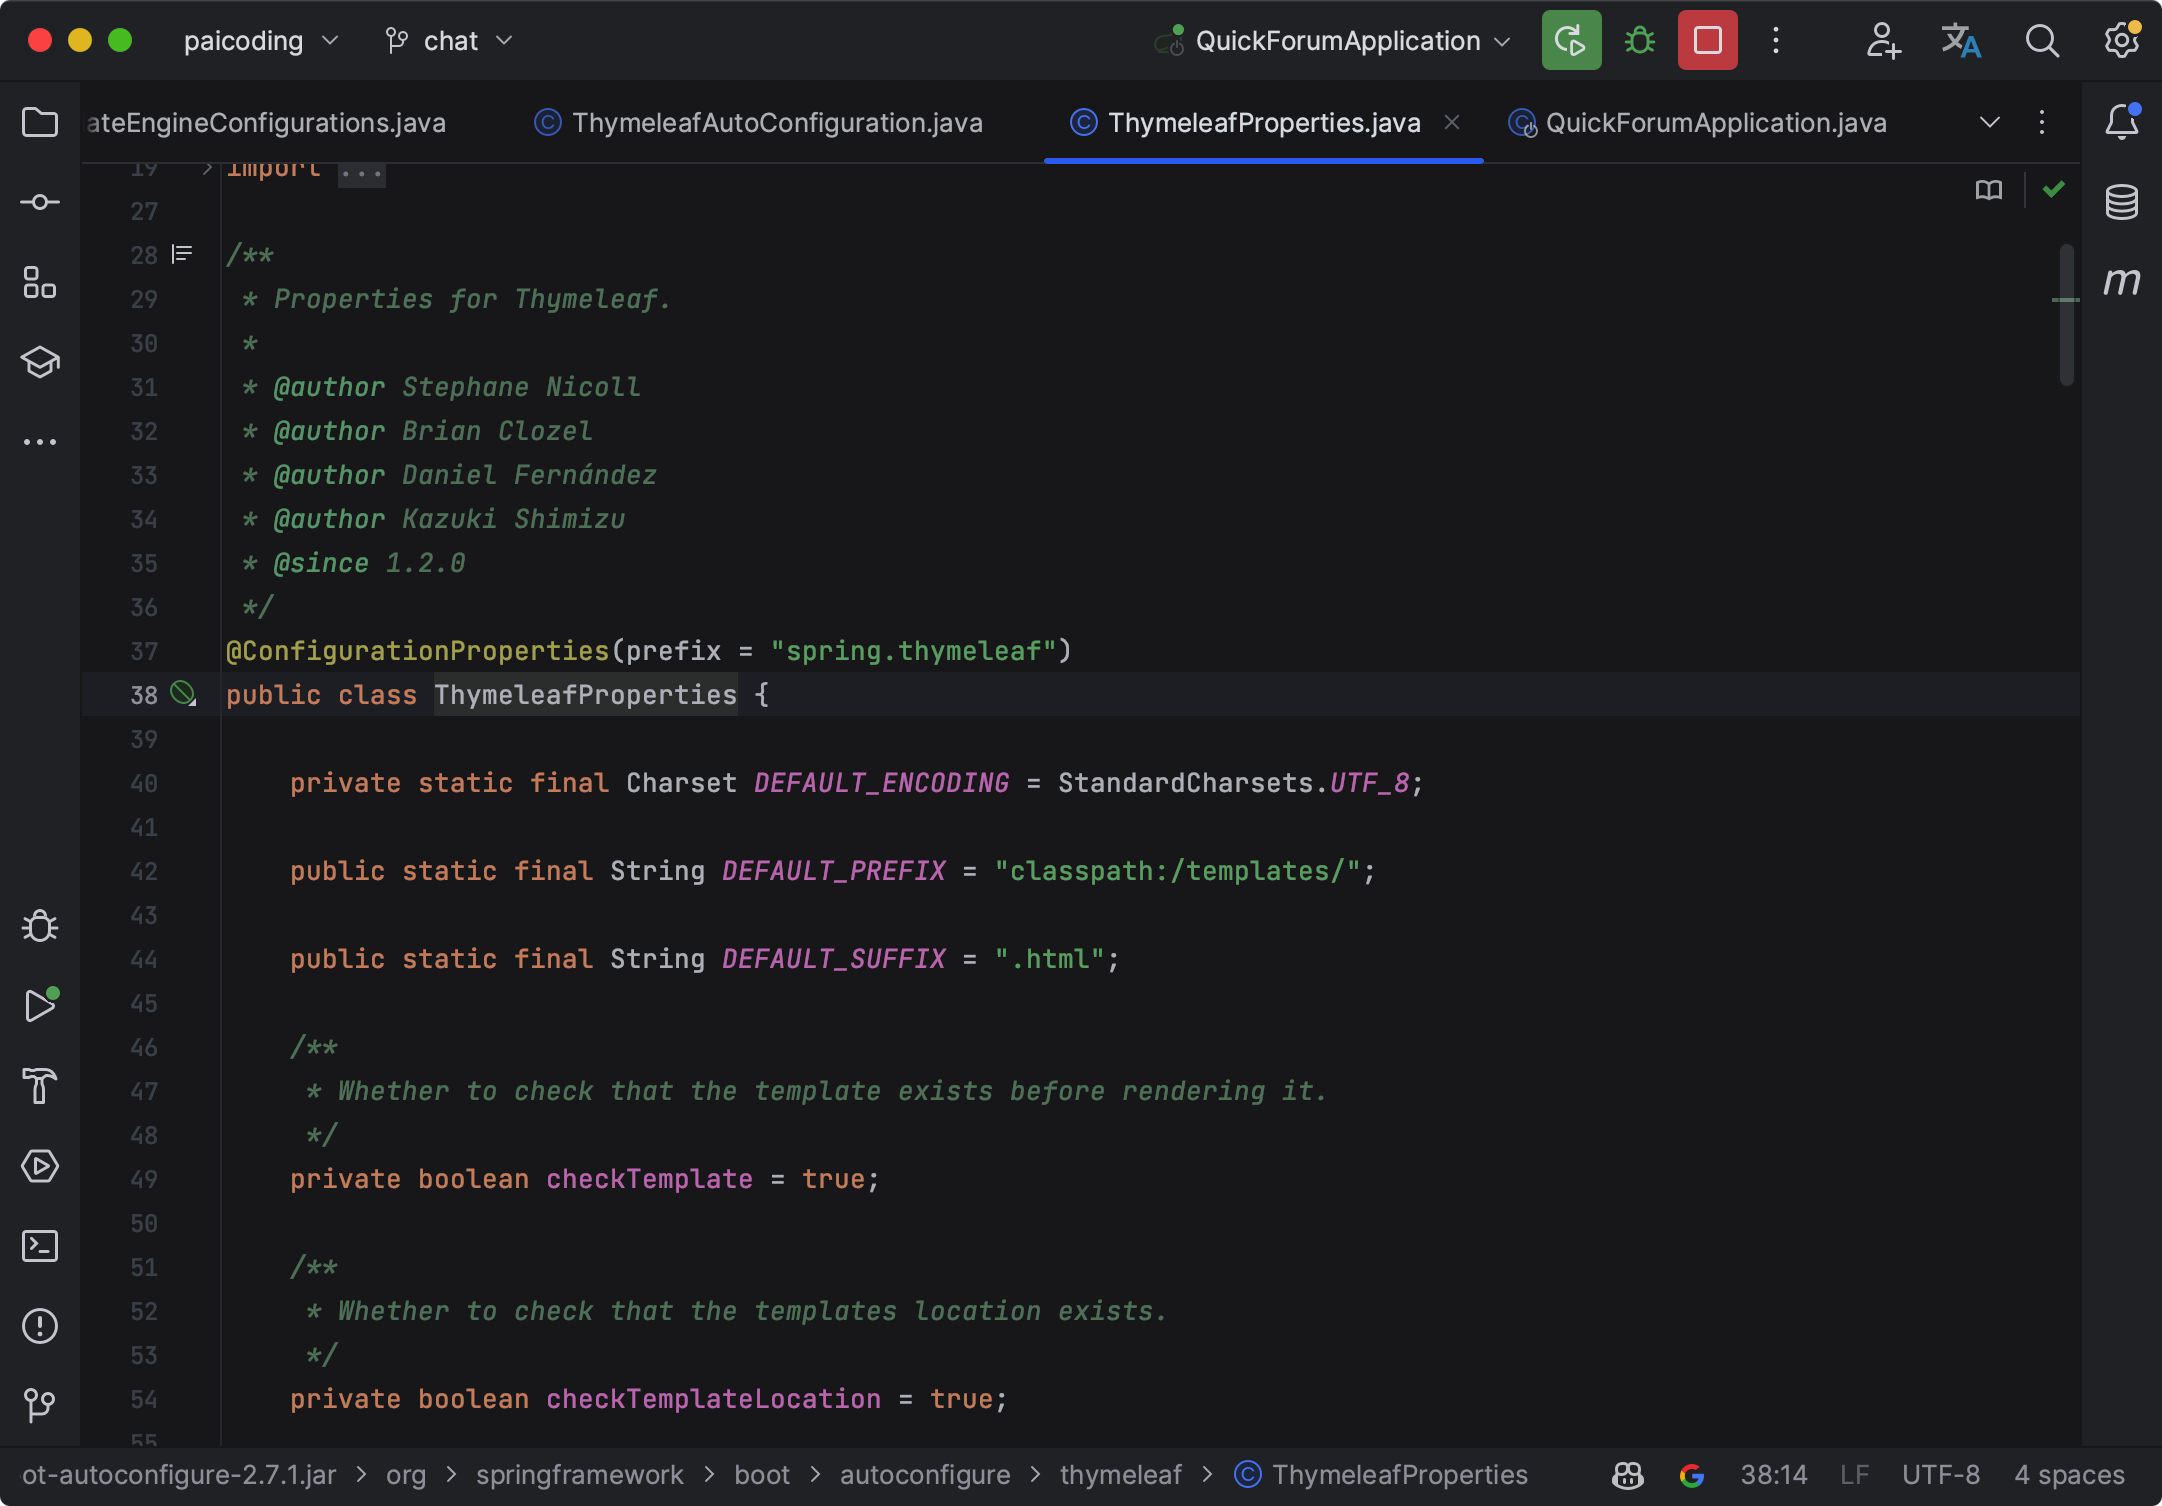 paicoding
chat
QuickForumApplication
ateEngineConfigurations.java
ThymeleafAutoConfiguration.java
ThymeleafProperties.java
QuickForumApplication.java
19 import ...
27
28 /**
29  * Properties for Thymeleaf.
30  *
31  * @author Stephane Nicoll
32  * @author Brian Clozel
33  * @author Daniel Fernández
34  * @author Kazuki Shimizu
35  * @since 1.2.0
36  */
37 @ConfigurationProperties(prefix = "spring.thymeleaf")
38 public class ThymeleafProperties {
39
40     private static final Charset DEFAULT_ENCODING = StandardCharsets.UTF_8;
41
42     public static final String DEFAULT_PREFIX = "classpath:/templates/";
43
44     public static final String DEFAULT_SUFFIX = ".html";
45
46     /**
47      * Whether to check that the template exists before rendering it.
48      */
49     private boolean checkTemplate = true;
50
51     /**
52      * Whether to check that the templates location exists.
53      */
54     private boolean checkTemplateLocation = true;
55
m
ot-autoconfigure-2.7.1.jar > org > springframework > boot > autoconfigure > thymeleaf > ThymeleafProperties
38:14 LF UTF-8 4 spaces